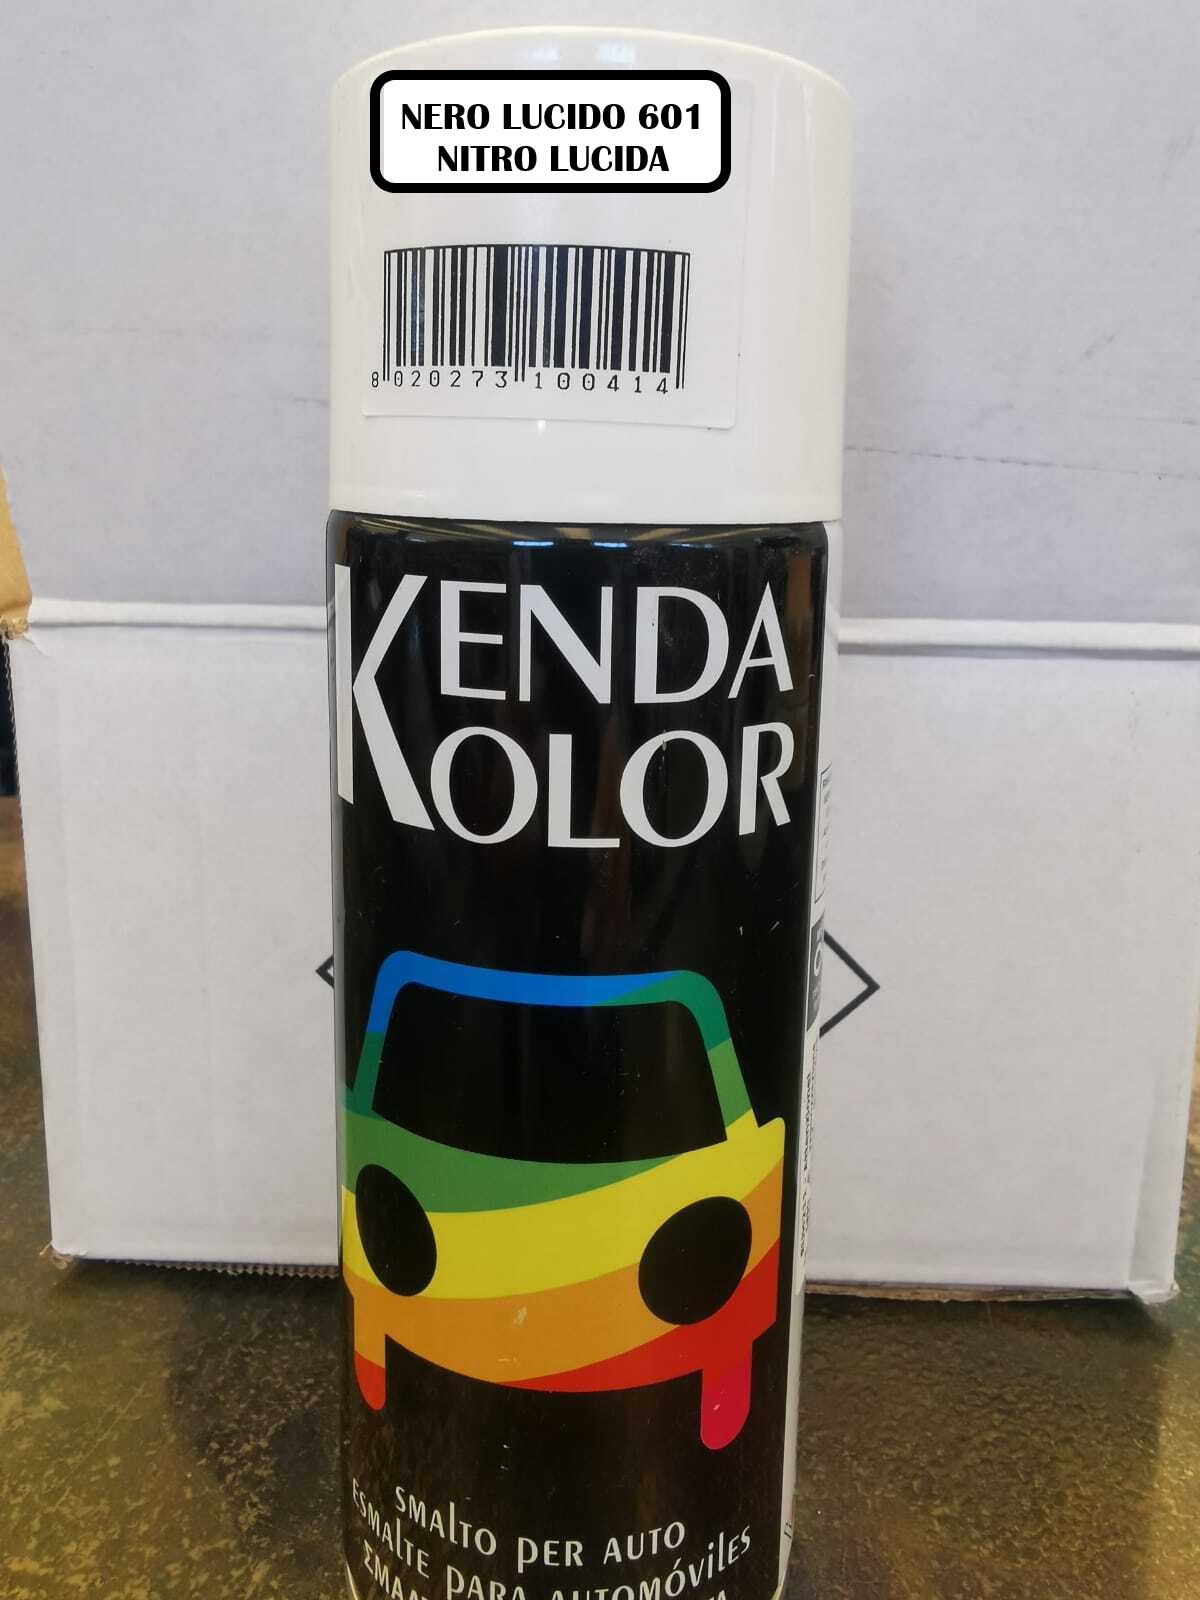 NERO LUCIDO 601
NITRO LUCIDA
8 020273 100414
KENDA
KOLOR
SMALTO PER AUTO
ESMALTE PARA AUTOMÓVILES